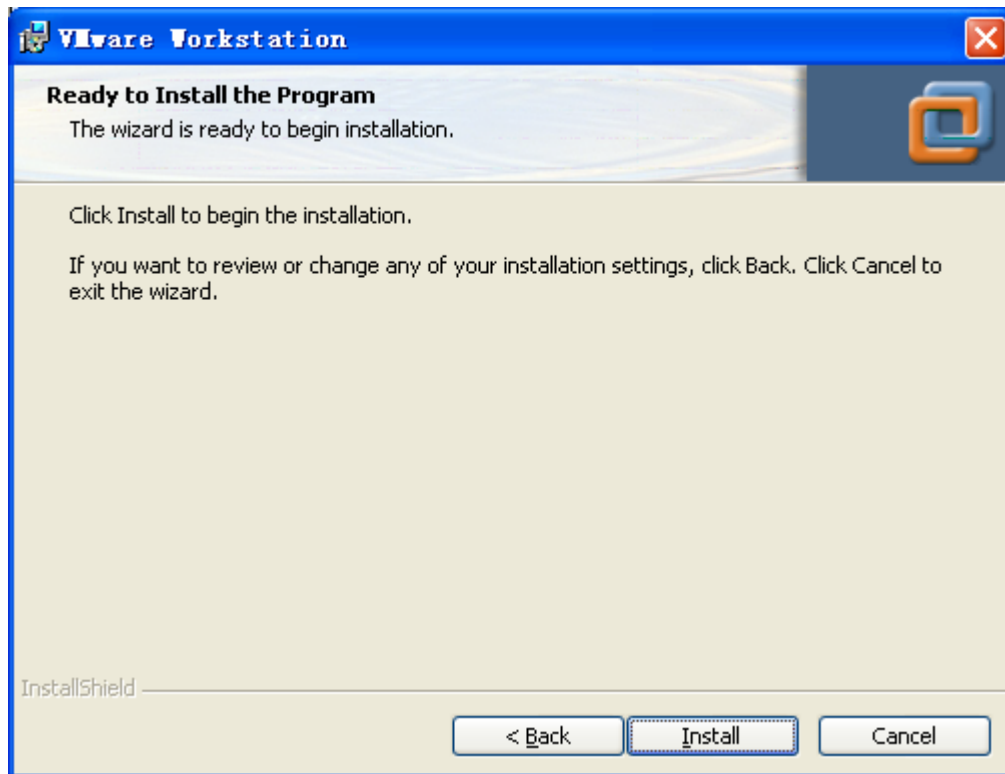 VMware Workstation
Ready to Install the Program
The wizard is ready to begin installation.
Click Install to begin the installation.
If you want to review or change any of your installation settings, click Back. Click Cancel to
exit the wizard.
InstallShield
< Back
Install
Cancel